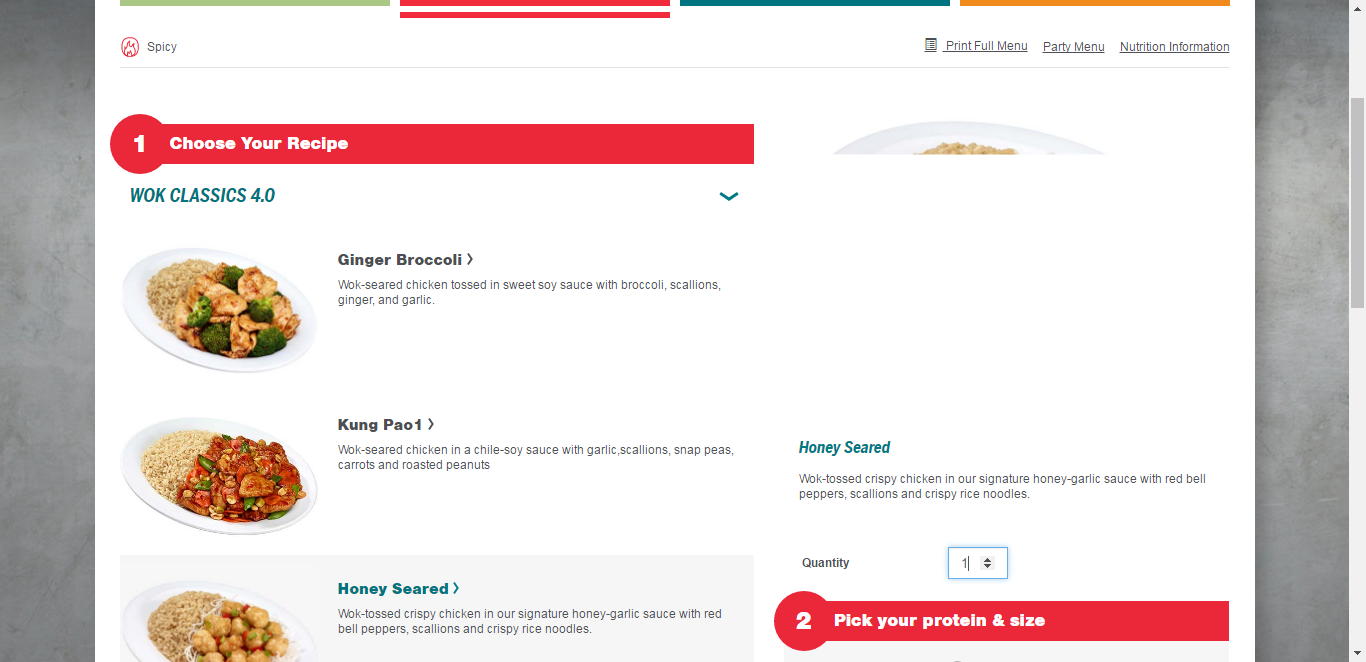 Spicy
Print Full Menu
Party Menu
Nutrition Information
1
Choose Your Recipe
WOK CLASSICS 4.0
Ginger Broccoli
Wok-seared chicken tossed in sweet soy sauce with broccoli, scallions,
ginger, and garlic.
Kung Pao1
Wok-seared chicken in a chile-soy sauce with garlic,scallions, snap peas,
carrots and roasted peanuts
Honey Seared
Wok-tossed crispy chicken in our signature honey-garlic sauce with red
bell peppers, scallions and crispy rice noodles.
Honey Seared
Wok-tossed crispy chicken in our signature honey-garlic sauce with red bell
peppers, scallions and crispy rice noodles.
Quantity
1
2
Pick your protein & size